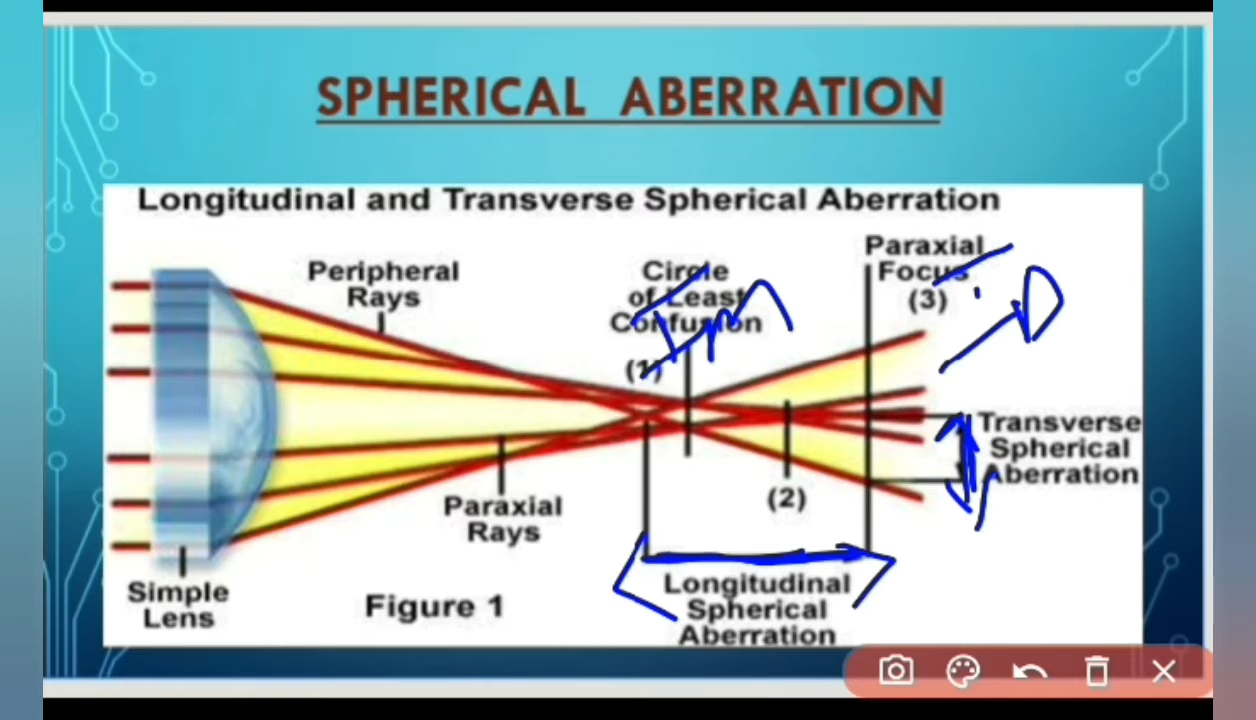 SPHERICAL ABERRATION
Longitudinal and Transverse Spherical Aberration
Peripheral
Rays
Circle
of Least
Confusion
(1)
Paraxial
Focus
(3)
D
Transverse
Spherical
Aberration
(2)
Paraxial
Rays
Simple
Lens
Figure 1
Longitudinal
Spherical
Aberration